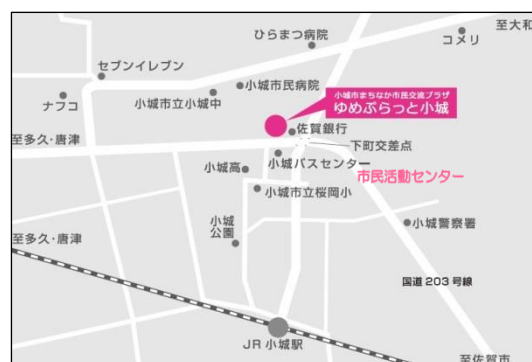 至大和
ひらまつ病院
コメリ
セブンイレブン
小城市民病院
ナフコ
小城市立小城中
小城市まちなか市民交流プラザ
ゆめぷらっと小城
佐賀銀行
至多久・唐津
下町交差点
小城バスセンター
小城高
市民活動センター
小城市立桜岡小
小城
公園
小城警察署
至多久・唐津
国道203号線
JR小城駅
至佐賀市